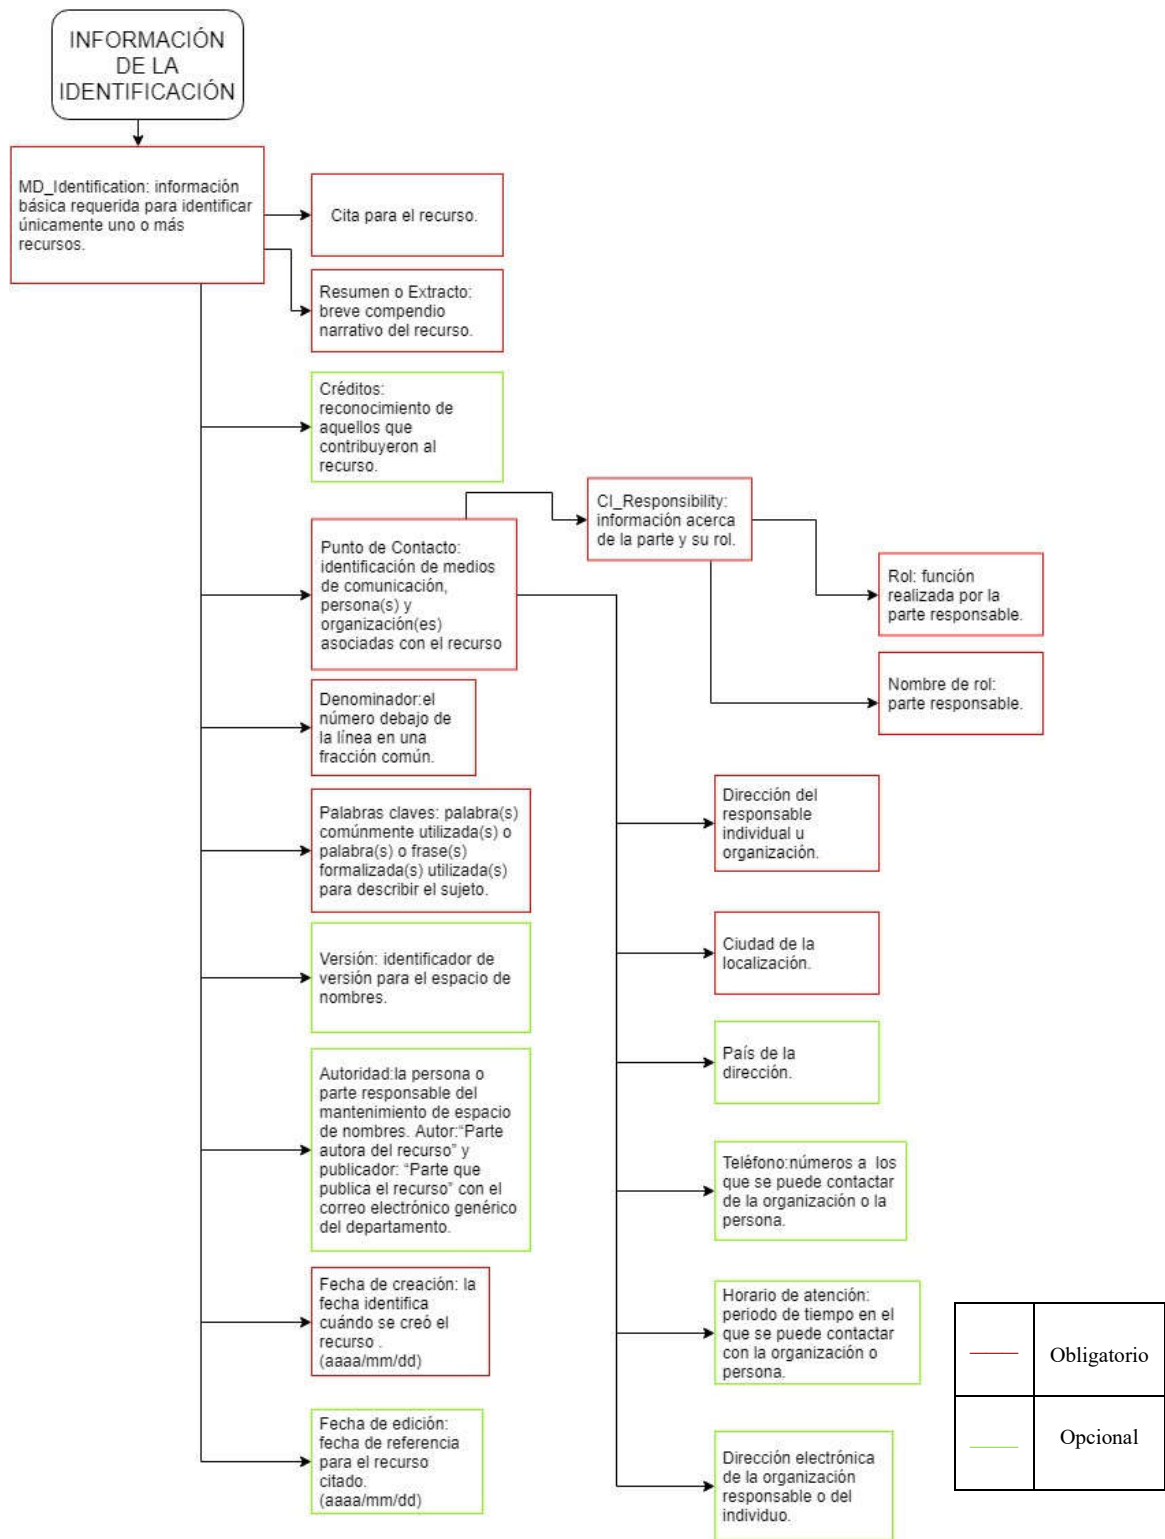 INFORMACIÓN
DE LA
IDENTIFICACIÓN
MD_Identification: información
básica requerida para identificar
únicamente uno o más
recursos.
Cita para el recurso.
Resumen o Extracto:
breve compendio
narrativo del recurso.
Créditos:
reconocimiento de
aquellos que
contribuyeron al
recurso.
CI_Responsibility:
información acerca
de la parte y su rol.
Punto de Contacto:
identificación de medios
de comunicación,
persona(s) y
organización(es)
asociadas con el recurso
Rol: función
realizada por la
parte responsable.
Nombre de rol:
parte responsable.
Denominador:el
número debajo de
la línea en una
fracción común.
Dirección del
responsable
individual u
organización.
Palabras claves: palabra(s)
comúnmente utilizada(s) o
palabra(s) o frase(s)
formalizada(s) utilizada(s)
para describir el sujeto.
Ciudad de la
localización.
Versión: identificador de
versión para el espacio de
nombres.
País de la
dirección.
Autoridad:la persona o
parte responsable del
mantenimiento de espacio
de nombres. Autor:“Parte
autora del recurso” y
publicador: “Parte que
publica el recurso” con el
correo electrónico genérico
del departamento.
Teléfono:números a  los
que se puede contactar
de la organización o la
persona.
Fecha de creación: la
fecha identifica
cuándo se creó el
recurso .
(aaaa/mm/dd)
Horario de atención:
periodo de tiempo en el
que se puede contactar
con la organización o
persona.
Obligatorio
Opcional
Fecha de edición:
fecha de referencia
para el recurso
citado.
(aaaa/mm/dd)
Dirección electrónica
de la organización
responsable o del
individuo.